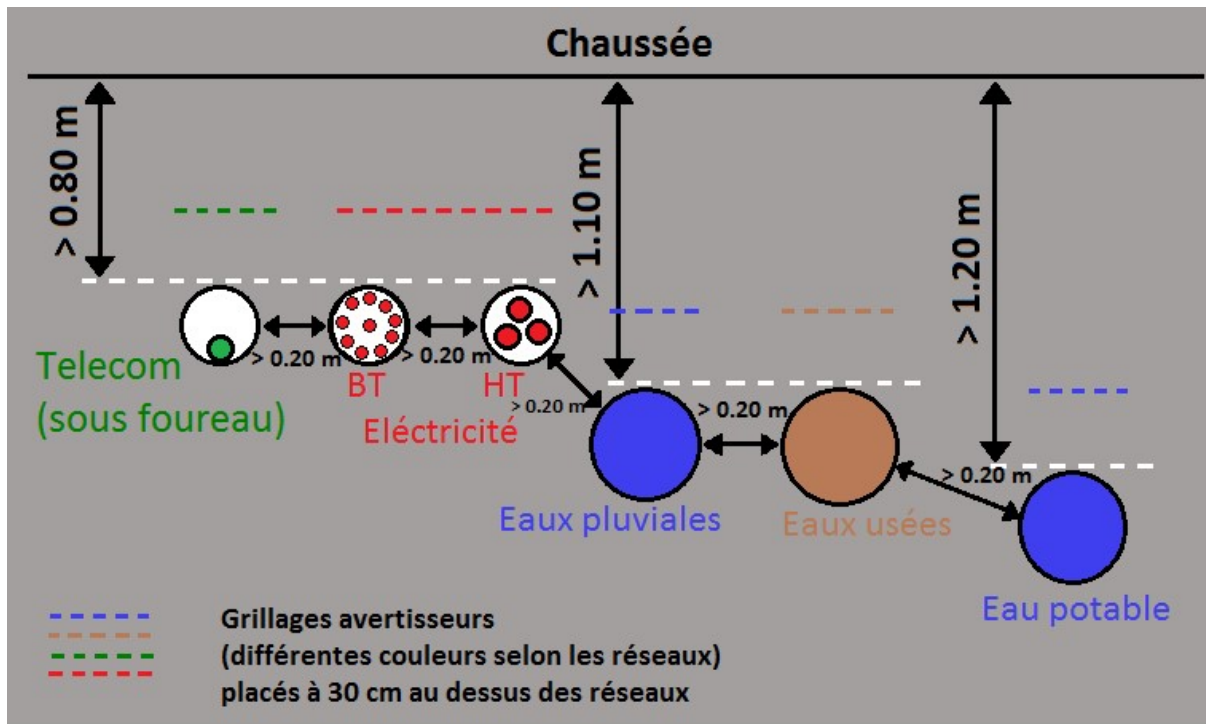 Chaussée
> 0.80 m
> 1.10 m
> 1.20 m
> 0.20 m
> 0.20 m
> 0.20 m
> 0.20 m
> 0.20 m
Telecom
(sous foureau)
BT
HT
Eléctricité
Eaux pluviales
Eaux usées
Eau potable
Grillages avertisseurs
(différentes couleurs selon les réseaux)
placés à 30 cm au dessus des réseaux